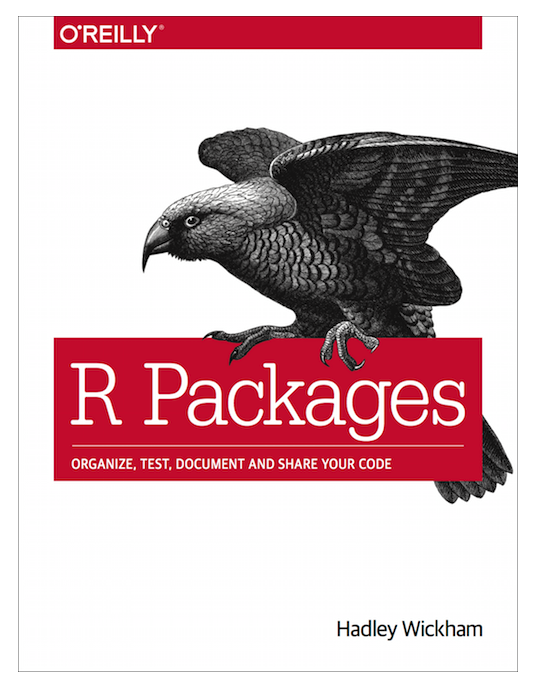 O'REILLY®
R Packages
ORGANIZE, TEST, DOCUMENT AND SHARE YOUR CODE
Hadley Wickham